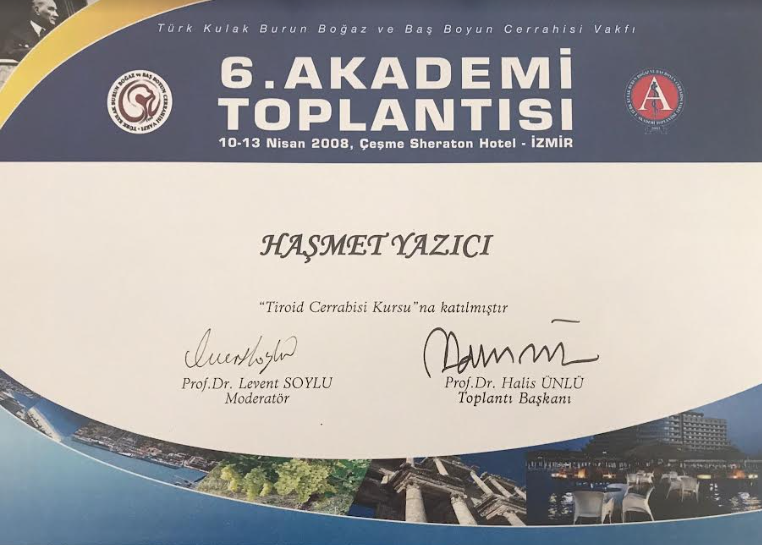 Türk Kulak Burun Boğaz ve Baş Boyun Cerrahisi Vakfı
6. AKADEMİ
TOPLANTISI
10-13 Nisan 2008, Çeşme Sheraton Hotel - İZMİR
HAŞMET YAZICI
"Tiroid Cerrahisi Kursu"na katılmıştır
Prof.Dr. Levent SOYLU
Moderatör
Prof.Dr. Halis ÜNLÜ
Toplantı Başkanı